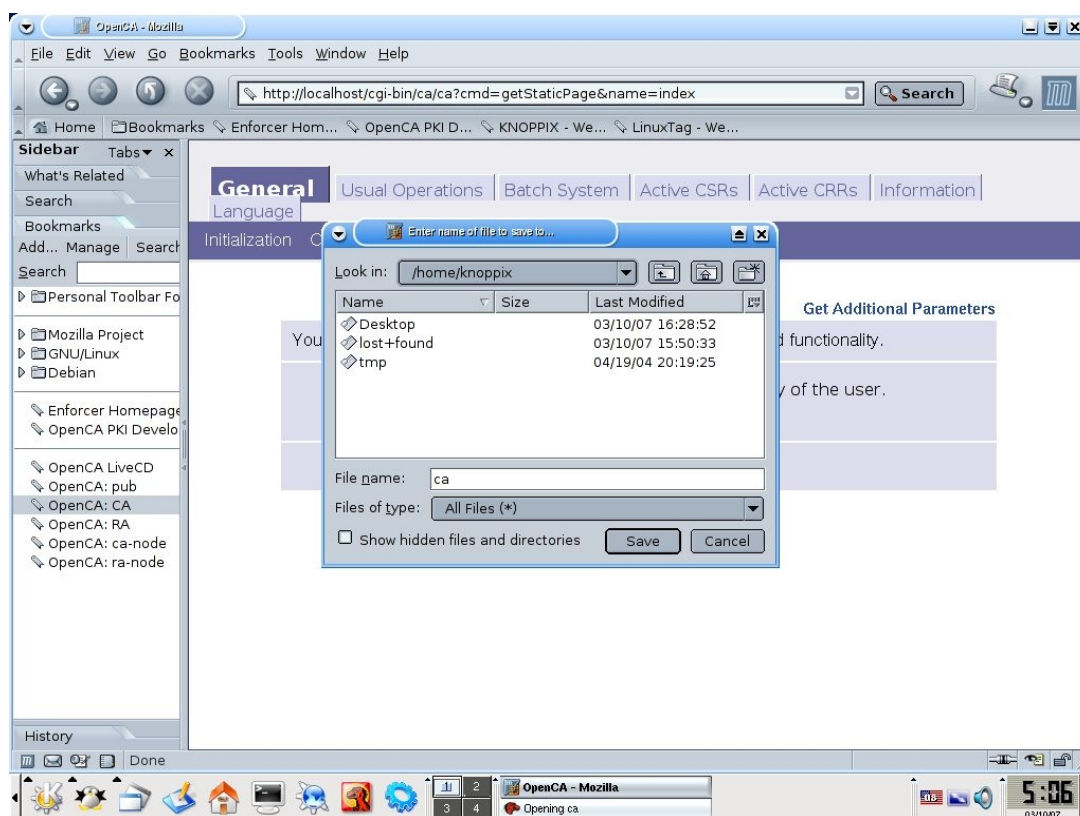 OpenCA - Mozilla
File Edit View Go Bookmarks Tools Window Help
http://localhost/cgi-bin/ca/ca?cmd=getStaticPage&name=index
Search
Home Bookmarks Enforcer Hom... OpenCA PKI D... KNOPPIX - We... LinuxTag - We...
Sidebar Tabs
What's Related
Search
Bookmarks
Add... Manage Search
Search
Personal Toolbar Fo
Mozilla Project
GNU/Linux
Debian
Enforcer Homepage
OpenCA PKI Develo
OpenCA LiveCD
OpenCA: pub
OpenCA: CA
OpenCA: RA
OpenCA: ca-node
OpenCA: ra-node
History
General Usual Operations Batch System Active CSRs Active CRRs Information
Language
Initialization C
Get Additional Parameters
You d functionality.
y of the user.
Enter name of file to save to...
Look in: /home/knoppix
Name Size Last Modified
Desktop 03/10/07 16:28:52
lost+found 03/10/07 15:50:33
tmp 04/19/04 20:19:25
File name: ca
Files of type: All Files (*)
Show hidden files and directories Save Cancel
Done
1 2
3 4
OpenCA - Mozilla
Opening ca
US
5:06
03/10/07